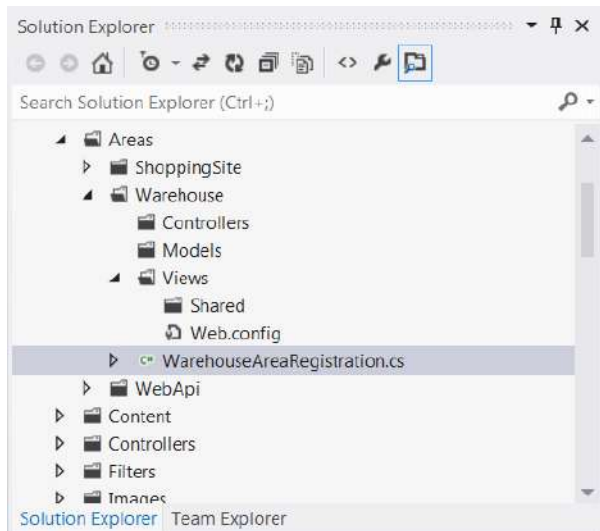 Solution Explorer
Search Solution Explorer (Ctrl+;)
Areas
ShoppingSite
Warehouse
Controllers
Models
Views
Shared
Web.config
C# WarehouseAreaRegistration.cs
WebApi
Content
Controllers
Filters
Images
Solution Explorer Team Explorer